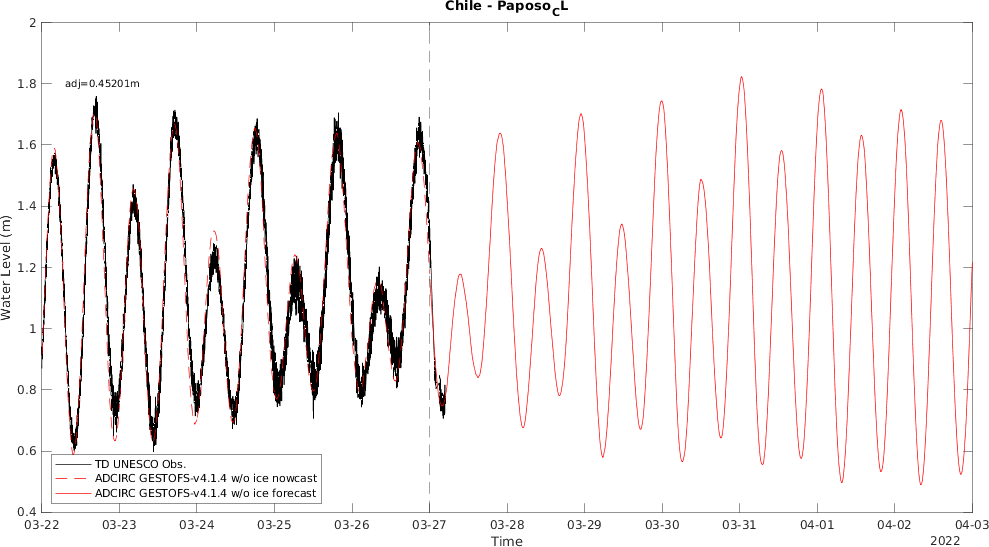 Chile - Paposo_CL
adj=0.45201m
Water Level (m)
2
1.8
1.6
1.4
1.2
1
0.8
0.6
0.4
TD UNESCO Obs.
ADCIRC GESTOFS-v4.1.4 w/o ice nowcast
ADCIRC GESTOFS-v4.1.4 w/o ice forecast
03-22 03-23 03-24 03-25 03-26 03-27 03-28 03-29 03-30 03-31 04-01 04-02 04-03
Time
2022